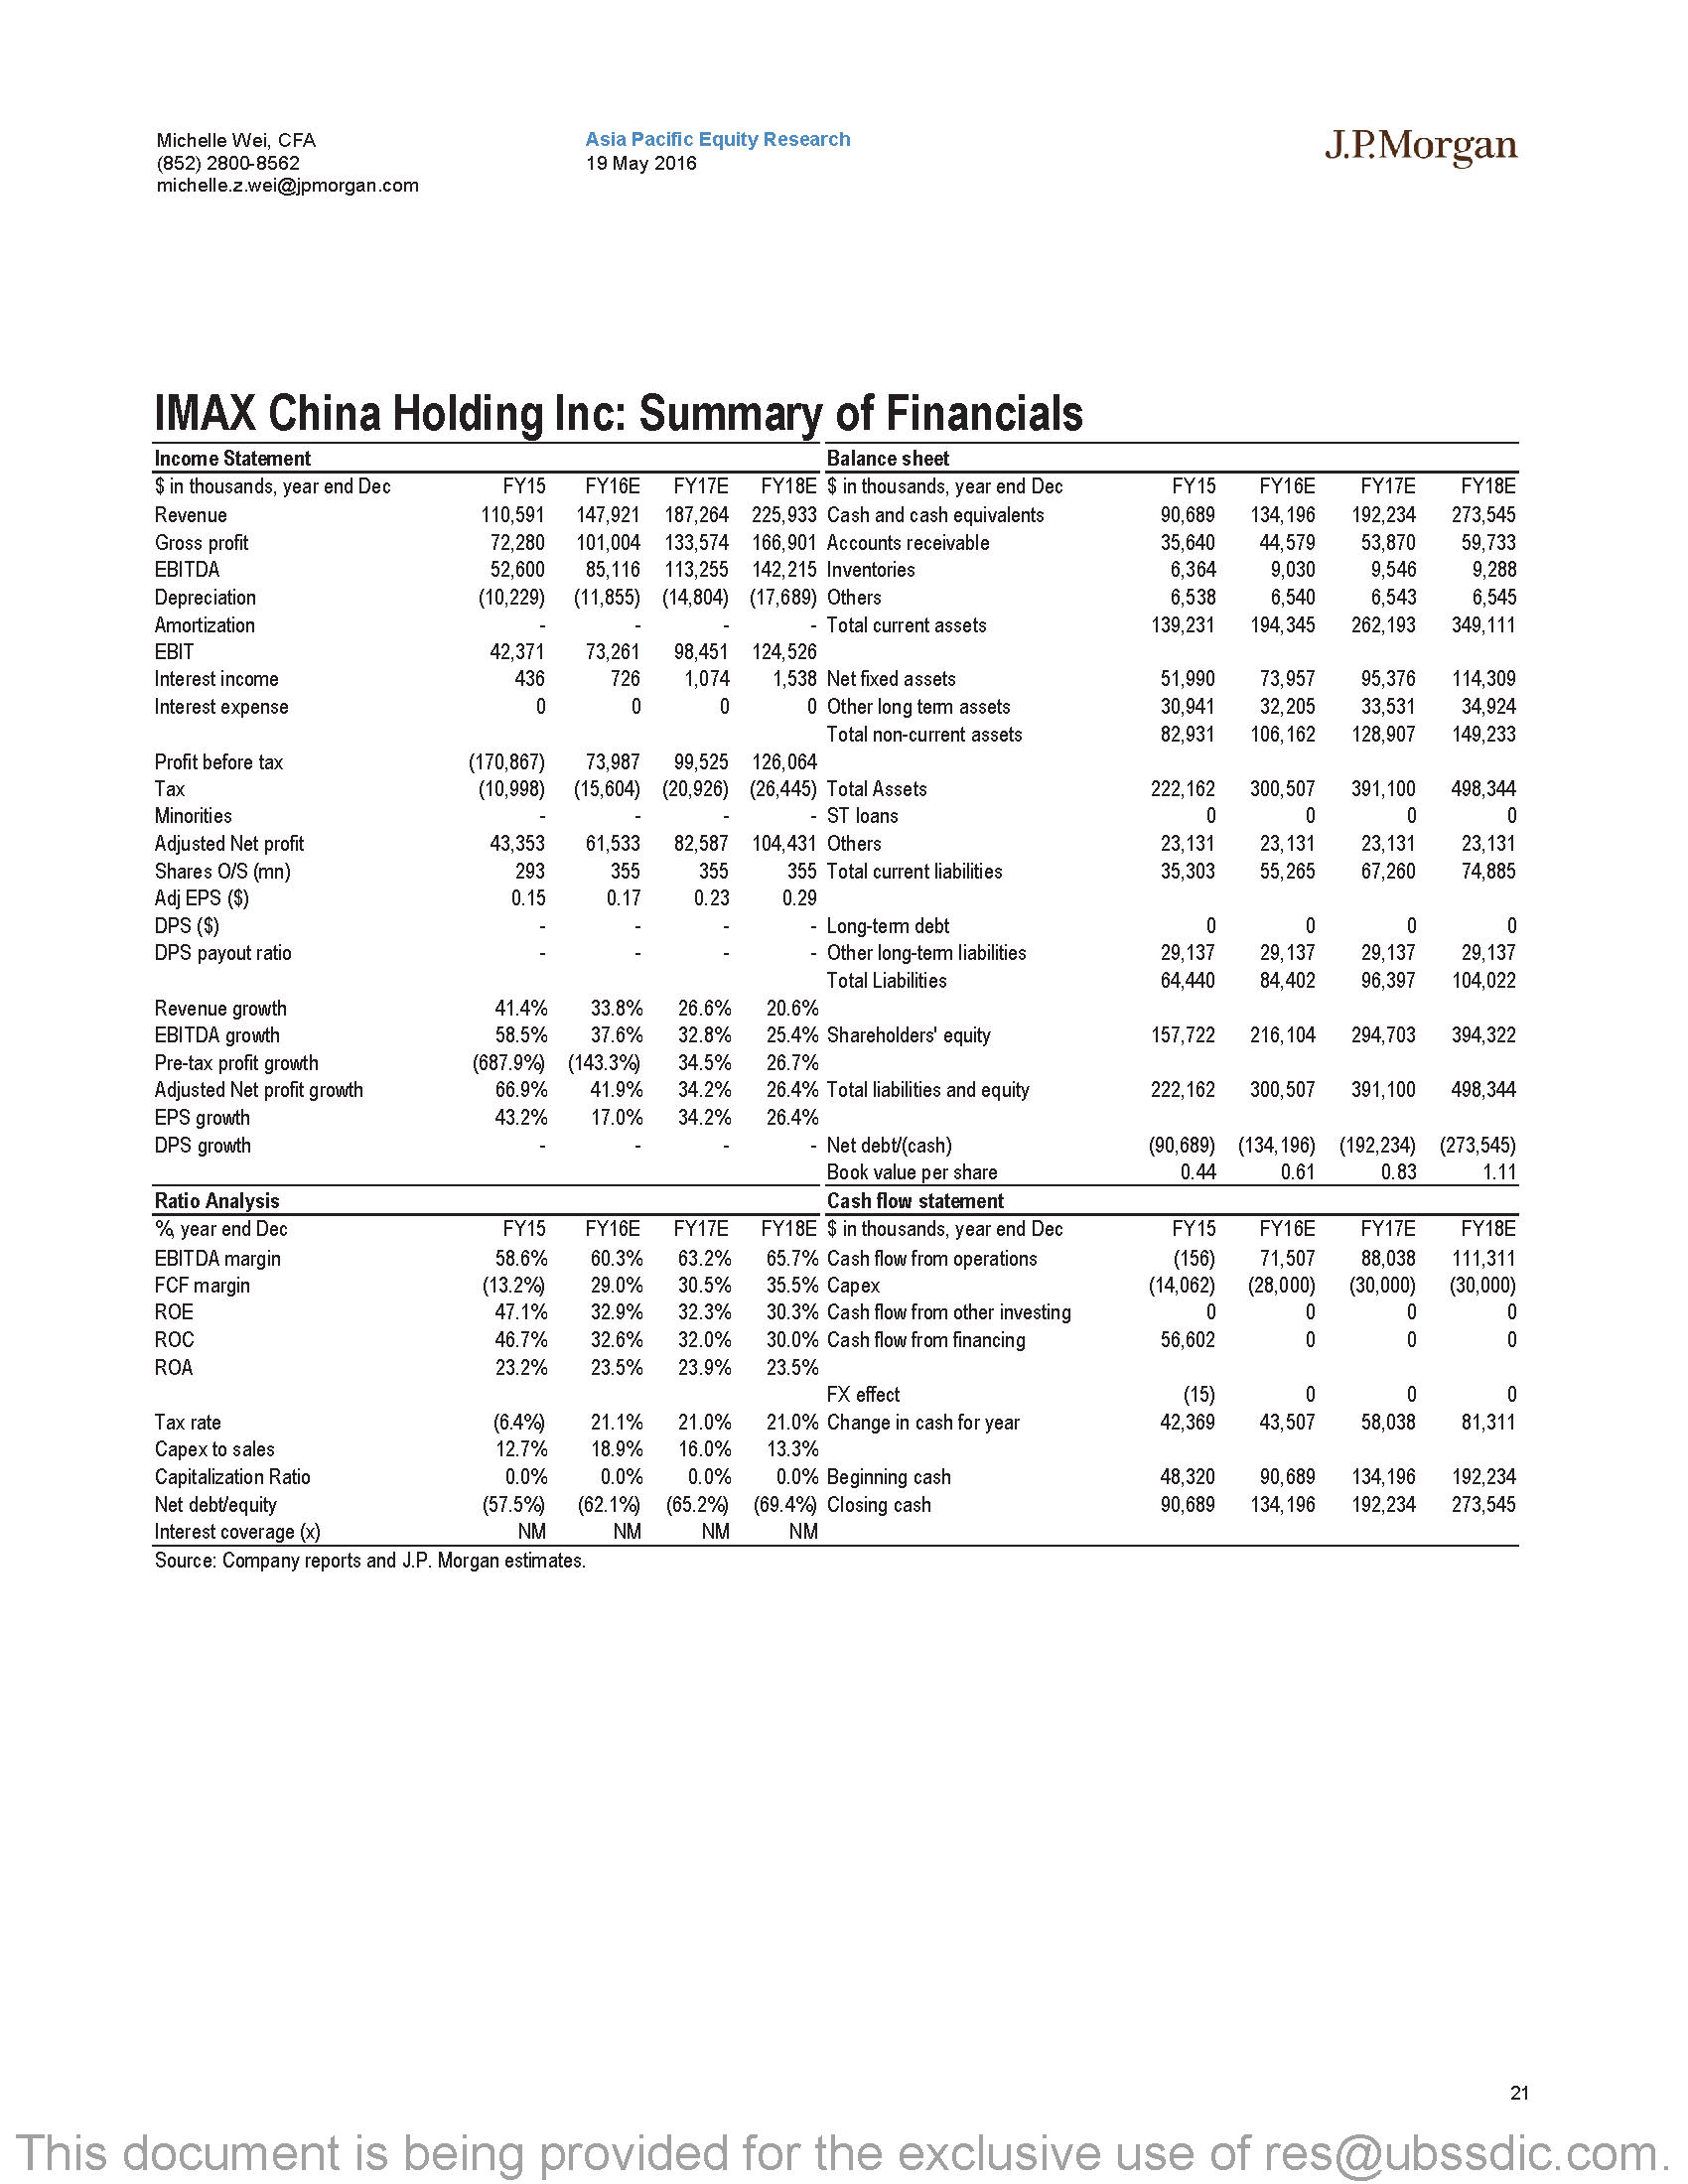 Michelle Wei, CFA
(852) 2800-8562
michelle.z.wei@jpmorgan.com
Asia Pacific Equity Research
19 May 2016
J.P.Morgan
IMAX China Holding Inc: Summary of Financials
Income Statement
$ in thousands, year end Dec FY15 FY16E FY17E FY18E
Revenue 110,591 147,921 187,264 225,933
Gross profit 72,280 101,004 133,574 166,901
EBITDA 52,600 85,116 113,255 142,215
Depreciation (10,229) (11,855) (14,804) (17,689)
Amortization - - - -
EBIT 42,371 73,261 98,451 124,526
Interest income 436 726 1,074 1,538
Interest expense 0 0 0 0
Profit before tax (170,867) 73,987 99,525 126,064
Tax (10,998) (15,604) (20,926) (26,445)
Minorities - - - -
Adjusted Net profit 43,353 61,533 82,587 104,431
Shares O/S (mn) 293 355 355 355
Adj EPS ($) 0.15 0.17 0.23 0.29
DPS ($) - - - -
DPS payout ratio - - - -
Revenue growth 41.4% 33.8% 26.6% 20.6%
EBITDA growth 58.5% 37.6% 32.8% 25.4%
Pre-tax profit growth (687.9%) (143.3%) 34.5% 26.7%
Adjusted Net profit growth 66.9% 41.9% 34.2% 26.4%
EPS growth 43.2% 17.0% 34.2% 26.4%
DPS growth - - - -
Balance sheet
$ in thousands, year end Dec FY15 FY16E FY17E FY18E
Cash and cash equivalents 90,689 134,196 192,234 273,545
Accounts receivable 35,640 44,579 53,870 59,733
Inventories 6,364 9,030 9,546 9,288
Others 6,538 6,540 6,543 6,545
Total current assets 139,231 194,345 262,193 349,111
Net fixed assets 51,990 73,957 95,376 114,309
Other long term assets 30,941 32,205 33,531 34,924
Total non-current assets 82,931 106,162 128,907 149,233
Total Assets 222,162 300,507 391,100 498,344
ST loans 0 0 0 0
Others 23,131 23,131 23,131 23,131
Total current liabilities 35,303 55,265 67,260 74,885
Long-term debt 0 0 0 0
Other long-term liabilities 29,137 29,137 29,137 29,137
Total Liabilities 64,440 84,402 96,397 104,022
Shareholders' equity 157,722 216,104 294,703 394,322
Total liabilities and equity 222,162 300,507 391,100 498,344
Net debt/(cash) (90,689) (134,196) (192,234) (273,545)
Book value per share 0.44 0.61 0.83 1.11
Ratio Analysis
%, year end Dec FY15 FY16E FY17E FY18E
EBITDA margin 58.6% 60.3% 63.2% 65.7%
FCF margin (13.2%) 29.0% 30.5% 35.5%
ROE 47.1% 32.9% 32.3% 30.3%
ROC 46.7% 32.6% 32.0% 30.0%
ROA 23.2% 23.5% 23.9% 23.5%
Tax rate (6.4%) 21.1% 21.0% 21.0%
Capex to sales 12.7% 18.9% 16.0% 13.3%
Capitalization Ratio 0.0% 0.0% 0.0% 0.0%
Net debt/equity (57.5%) (62.1%) (65.2%) (69.4%)
Interest coverage (x) NM NM NM NM
Cash flow statement
$ in thousands, year end Dec FY15 FY16E FY17E FY18E
Cash flow from operations (156) 71,507 88,038 111,311
Capex (14,062) (28,000) (30,000) (30,000)
Cash flow from other investing 0 0 0 0
Cash flow from financing 56,602 0 0 0
FX effect (15) 0 0 0
Change in cash for year 42,369 43,507 58,038 81,311
Beginning cash 48,320 90,689 134,196 192,234
Closing cash 90,689 134,196 192,234 273,545
Source: Company reports and J.P. Morgan estimates.
21
This document is being provided for the exclusive use of res@ubssdic.com.